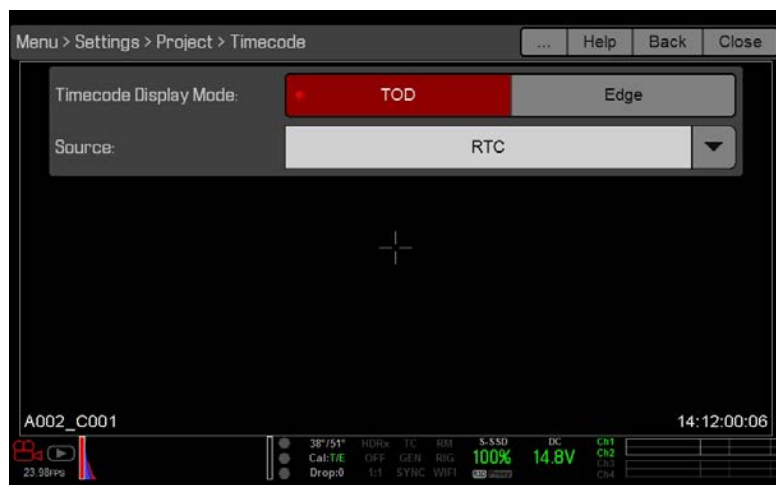 Menu > Settings > Project > Timecode ... Help Back Close
Timecode Display Mode: TOD Edge
Source: RTC
A002_C001 14:12:00:06
38°/51° HDRx TC RM S-SSD DC Ch1
Cal:T/E OFF GEN RIG 100% 14.8V Ch2
23.98FPS Drop:0 1:1 SYNC WIFI R3D Proxy Ch3
Ch4